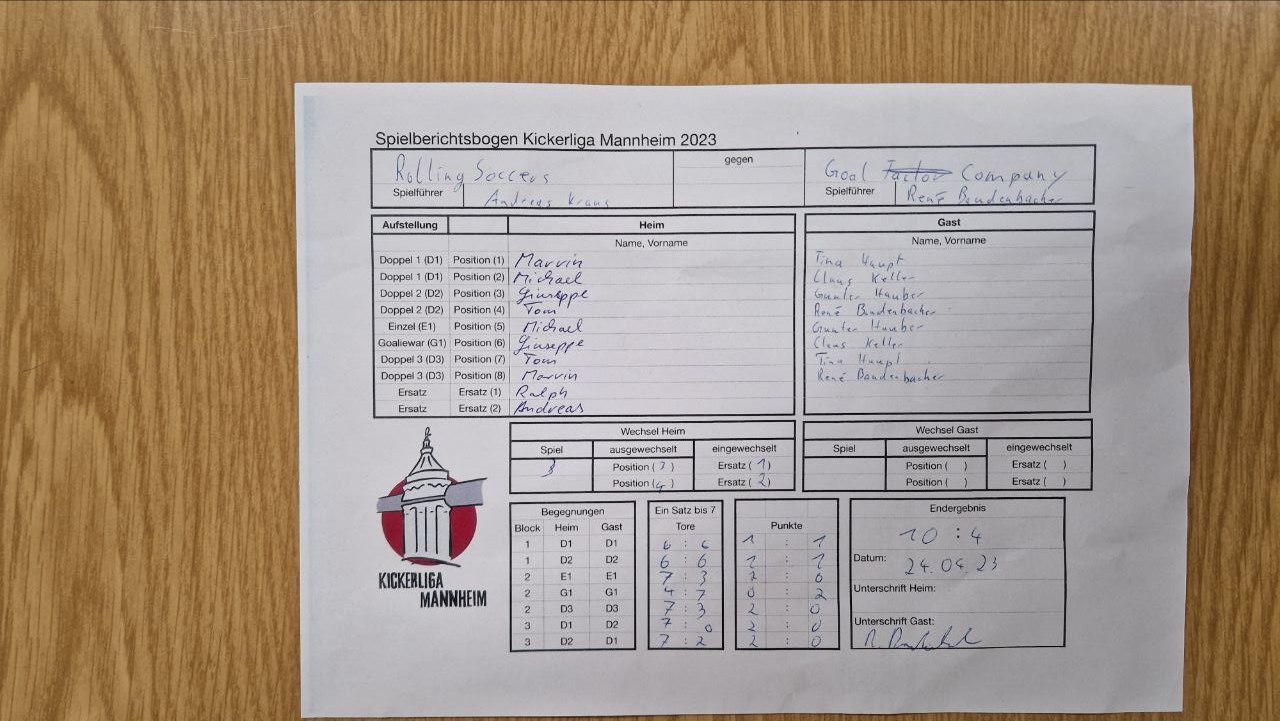 Spielberichtsbogen Kickerliga Mannheim 2023
Rolling Soccers gegen Goal Factor Company
Spielführer Andreas Kraus Spielführer René Bandenbacher
Aufstellung Heim Gast
Name, Vorname Name, Vorname
Doppel 1 (D1) Position (1) Marvin Tina Haupt
Doppel 1 (D1) Position (2) Michael Claus Keller
Doppel 2 (D2) Position (3) Giuseppe Gunter Hauber
Doppel 2 (D2) Position (4) Tom René Bandenbacher
Einzel (E1) Position (5) Michael Gunter Hauber
Goaliewar (G1) Position (6) Giuseppe Claus Keller
Doppel 3 (D3) Position (7) Tom Tina Haupt
Doppel 3 (D3) Position (8) Marvin René Bandenbacher
Ersatz Ersatz (1) Ralph
Ersatz Ersatz (2) Andreas
Wechsel Heim Wechsel Gast
Spiel ausgewechselt eingewechselt Spiel ausgewechselt eingewechselt
3 Position (3) Ersatz (1) Position ( ) Ersatz ( )
Position (4) Ersatz (2) Position ( ) Ersatz ( )
KICKERLIGA
MANNHEIM
Begegnungen Ein Satz bis 7 Endergebnis
Block Heim Gast Tore Punkte
1 D1 D1 6 : 6 1 : 1 10 : 4
1 D2 D2 6 : 6 1 : 1 Datum: 24.04.23
2 E1 E1 7 : 3 2 : 0
2 G1 G1 4 : 7 0 : 2 Unterschrift Heim:
2 D3 D3 7 : 3 2 : 0
3 D1 D2 7 : 0 2 : 0 Unterschrift Gast:
3 D2 D1 7 : 2 2 : 0